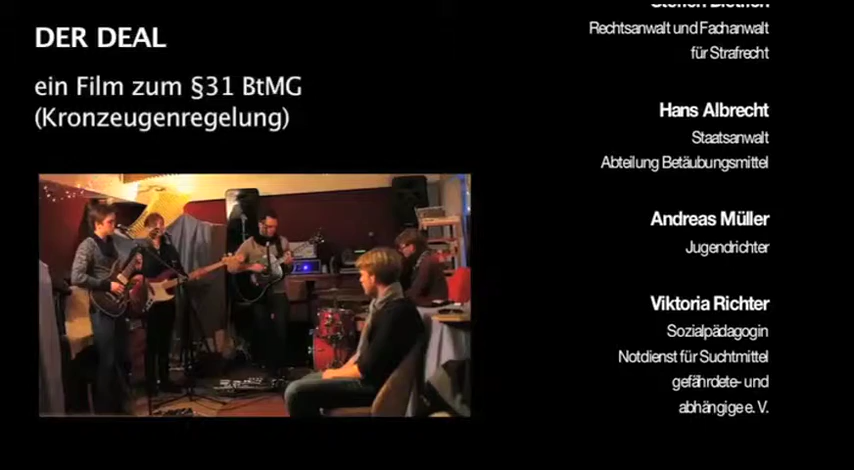 DER DEAL
ein Film zum §31 BtMG
(Kronzeugenregelung)
Rechtsanwalt und Fachanwalt
für Strafrecht
Hans Albrecht
Staatsanwalt
Abteilung Betäubungsmittel
Andreas Müller
Jugendrichter
Viktoria Richter
Sozialpädagogin
Notdienst für Suchtmittel
gefährdete- und
abhängige e. V.